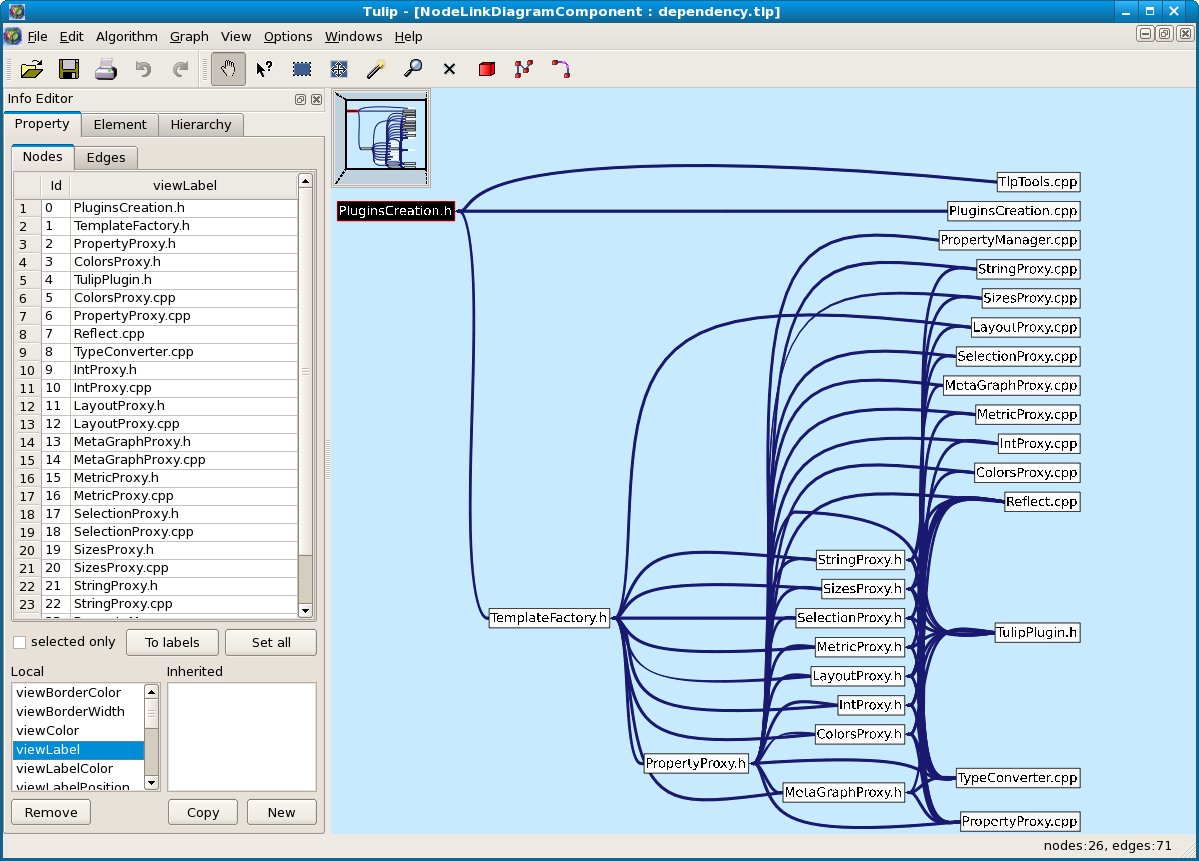 Tulip - [NodeLinkDiagramComponent : dependency.tlp]
File Edit Algorithm Graph View Options Windows Help
Info Editor
Property Element Hierarchy
Nodes Edges
Id viewLabel
1 0 PluginsCreation.h
2 1 TemplateFactory.h
3 2 PropertyProxy.h
4 3 ColorsProxy.h
5 4 TulipPlugin.h
6 5 ColorsProxy.cpp
7 6 PropertyProxy.cpp
8 7 Reflect.cpp
9 8 TypeConverter.cpp
10 9 IntProxy.h
11 10 IntProxy.cpp
12 11 LayoutProxy.h
13 12 LayoutProxy.cpp
14 13 MetaGraphProxy.h
15 14 MetaGraphProxy.cpp
16 15 MetricProxy.h
17 16 MetricProxy.cpp
18 17 SelectionProxy.h
19 18 SelectionProxy.cpp
20 19 SizesProxy.h
21 20 SizesProxy.cpp
22 21 StringProxy.h
23 22 StringProxy.cpp
selected only To labels Set all
Local Inherited
viewBorderColor
viewBorderWidth
viewColor
viewLabel
viewLabelColor
viewLabelPosition
Remove Copy New
TlpTools.cpp
PluginsCreation.h PluginsCreation.cpp
PropertyManager.cpp
StringProxy.cpp
SizesProxy.cpp
LayoutProxy.cpp
SelectionProxy.cpp
MetaGraphProxy.cpp
MetricProxy.cpp
IntProxy.cpp
ColorsProxy.cpp
Reflect.cpp
StringProxy.h
SizesProxy.h
TemplateFactory.h SelectionProxy.h
TulipPlugin.h
MetricProxy.h
LayoutProxy.h
IntProxy.h
ColorsProxy.h
PropertyProxy.h
TypeConverter.cpp
MetaGraphProxy.h
PropertyProxy.cpp
nodes:26, edges:71